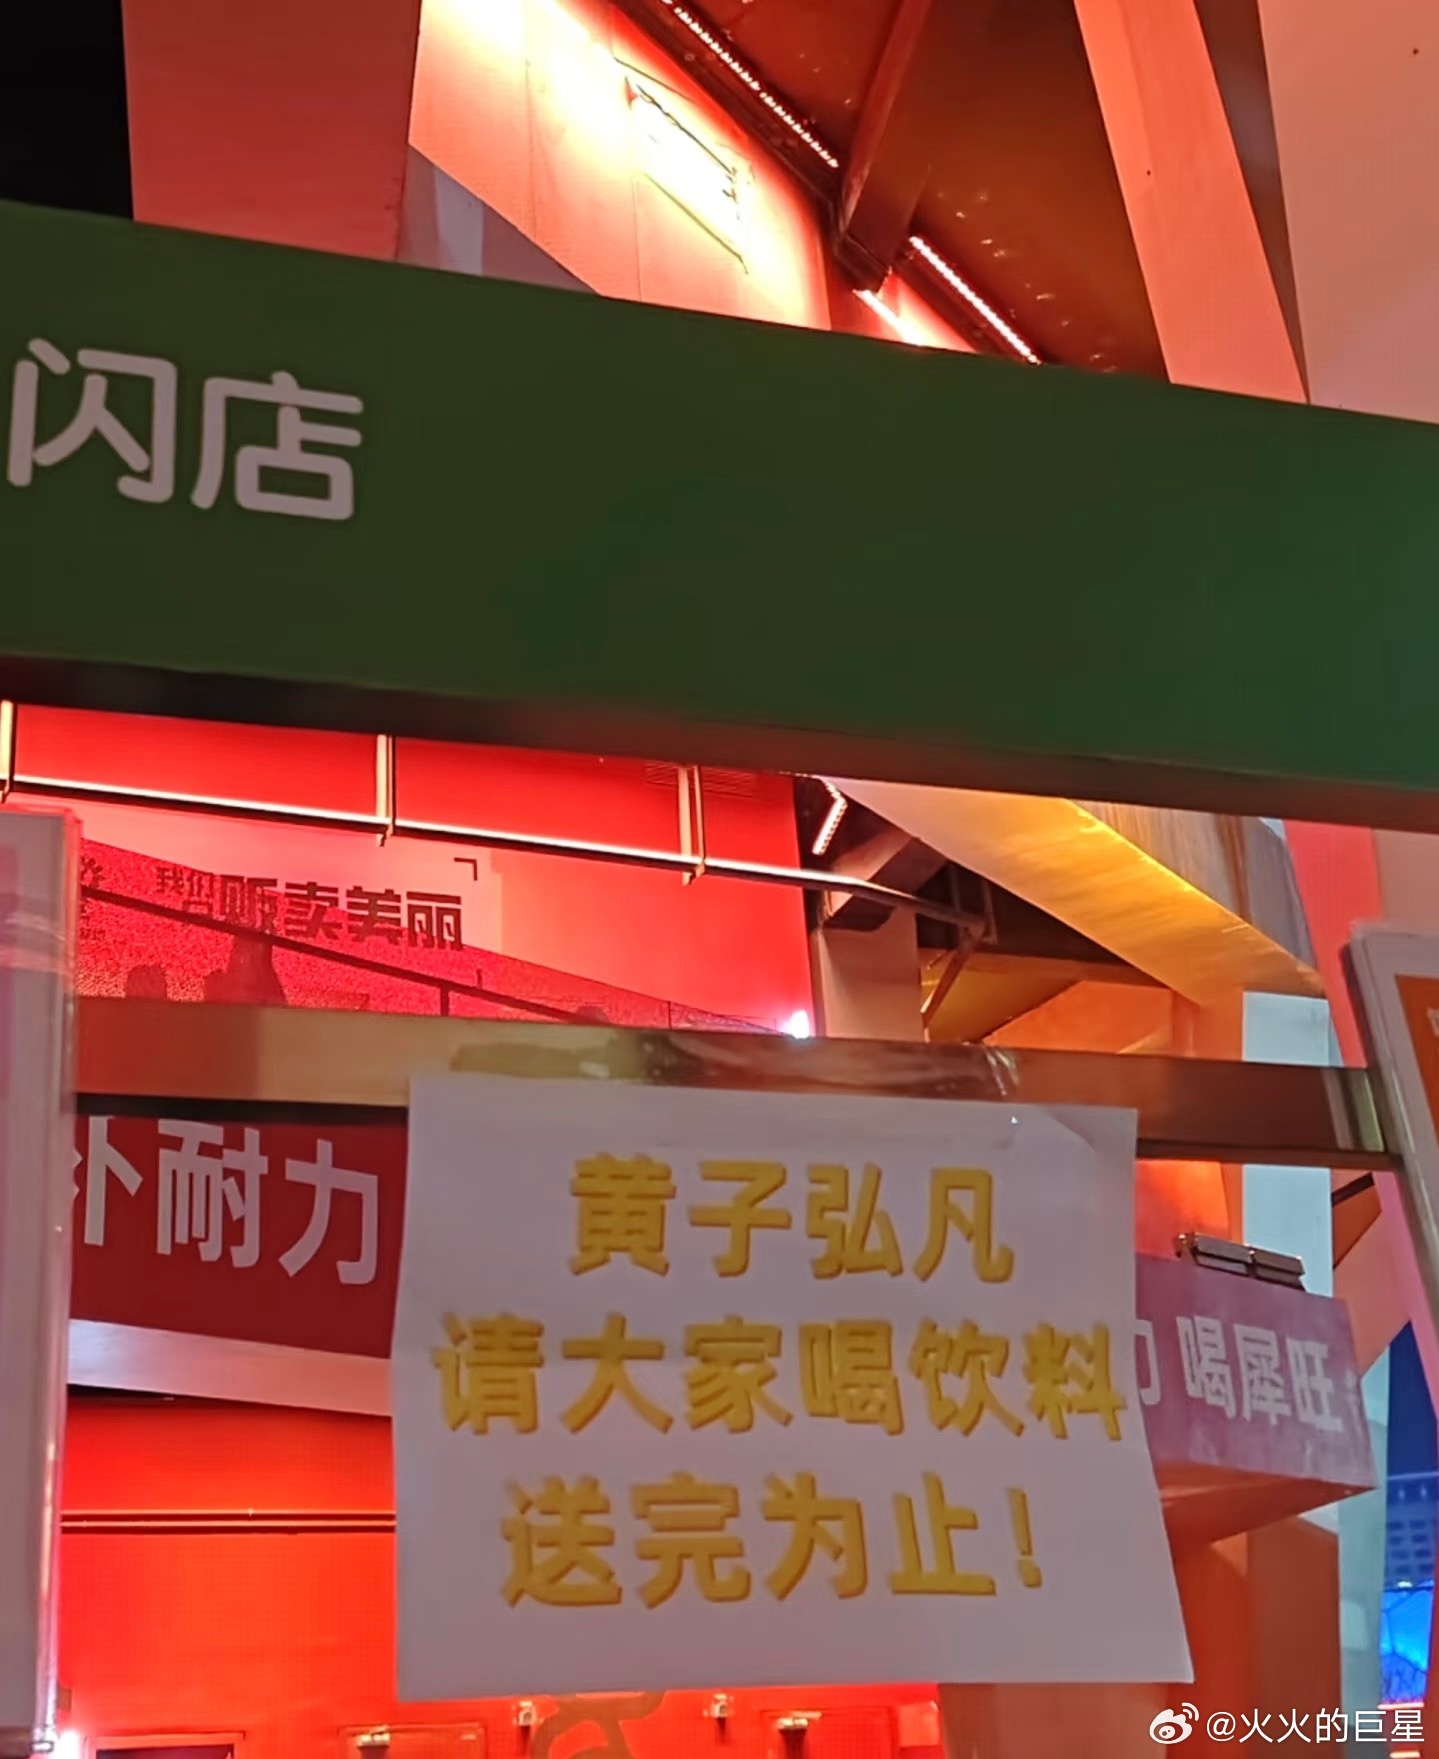 闪店
我们贩卖美丽
补耐力
黄子弘凡
请大家喝饮料
送完为止！
力 喝犀旺
@火火的巨星